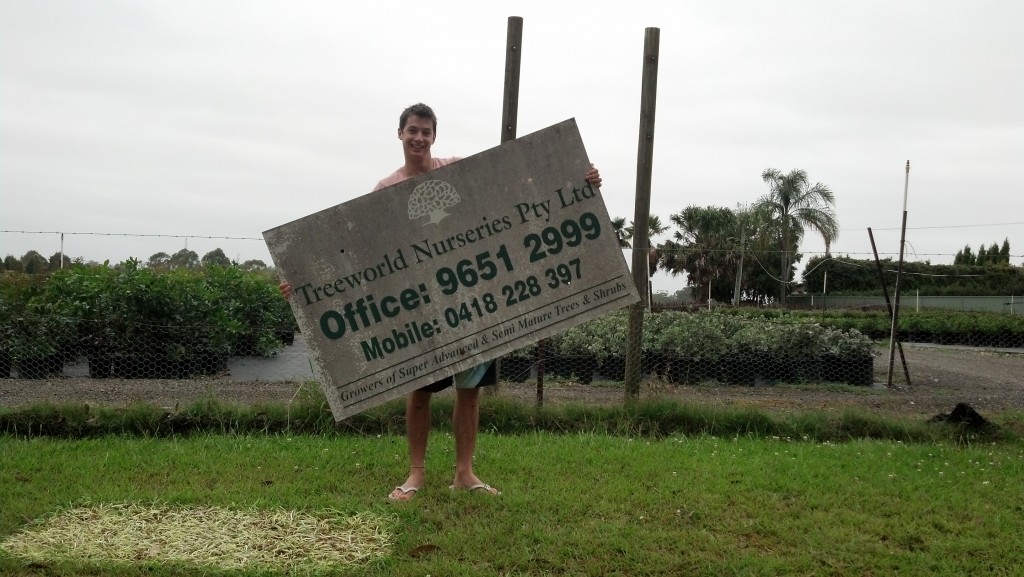 Treeworld Nurseries Pty Ltd
Office: 9651 2999
Mobile: 0418 228 397
Growers of Super Advanced & Semi Mature Trees & Shrubs